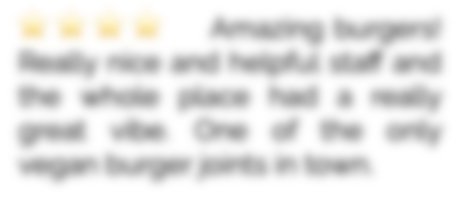 Amazing burgers!
Really nice and helpful staff and
the whole place had a really
great vibe. One of the only
vegan burger joints in town.